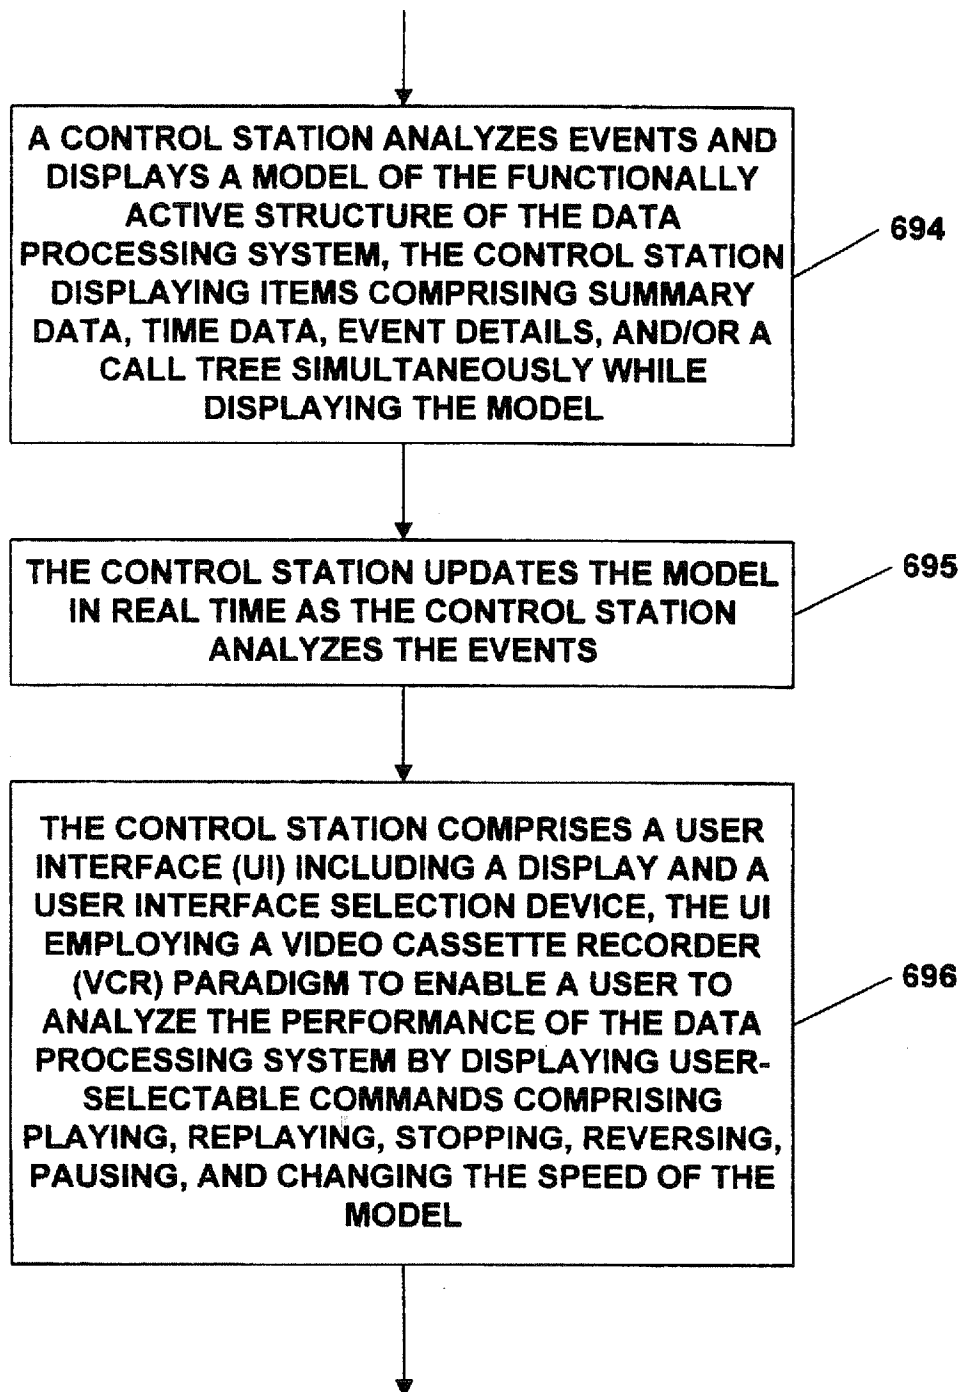 A CONTROL STATION ANALYZES EVENTS AND
DISPLAYS A MODEL OF THE FUNCTIONALLY
ACTIVE STRUCTURE OF THE DATA
PROCESSING SYSTEM, THE CONTROL STATION
DISPLAYING ITEMS COMPRISING SUMMARY
DATA, TIME DATA, EVENT DETAILS, AND/OR A
CALL TREE SIMULTANEOUSLY WHILE
DISPLAYING THE MODEL
694
THE CONTROL STATION UPDATES THE MODEL
IN REAL TIME AS THE CONTROL STATION
ANALYZES THE EVENTS
695
THE CONTROL STATION COMPRISES A USER
INTERFACE (UI) INCLUDING A DISPLAY AND A
USER INTERFACE SELECTION DEVICE, THE UI
EMPLOYING A VIDEO CASSETTE RECORDER
(VCR) PARADIGM TO ENABLE A USER TO
ANALYZE THE PERFORMANCE OF THE DATA
PROCESSING SYSTEM BY DISPLAYING USER-
SELECTABLE COMMANDS COMPRISING
PLAYING, REPLAYING, STOPPING, REVERSING,
PAUSING, AND CHANGING THE SPEED OF THE
MODEL
696